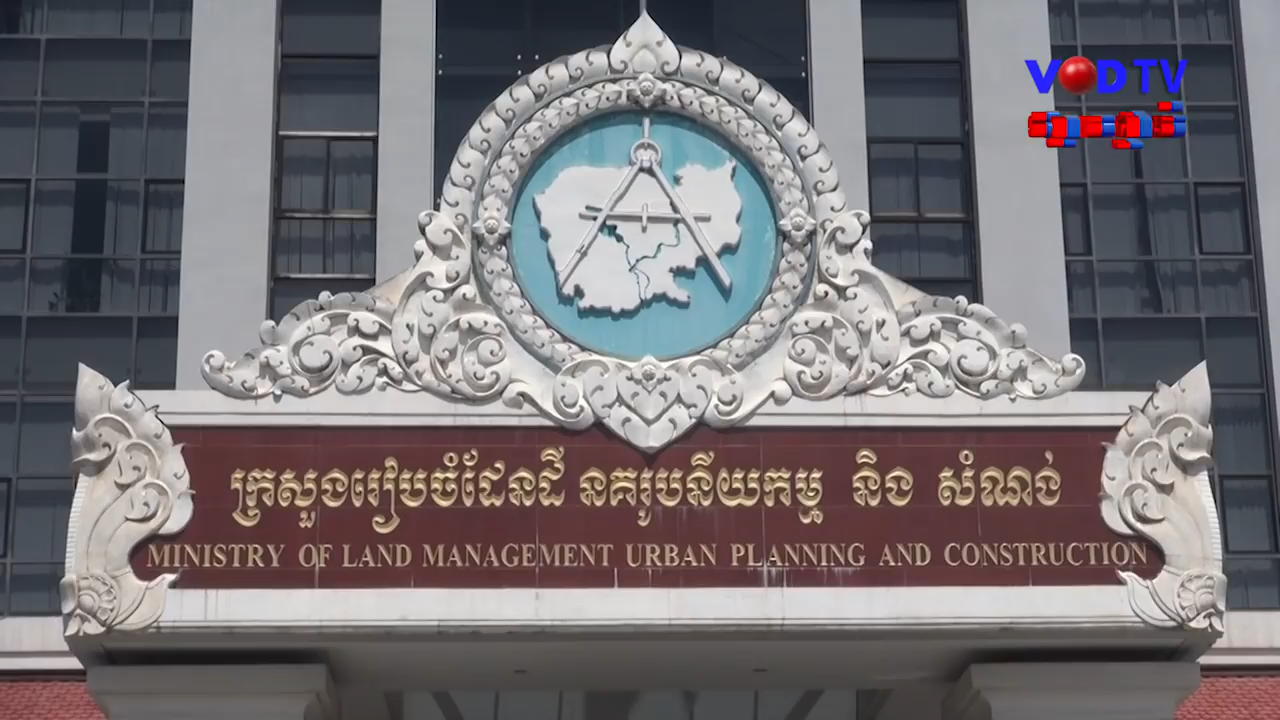 VOD TV
ក្រសួងរៀបចំដែនដី នគរូបនីយកម្ម និង សំណង់
MINISTRY OF LAND MANAGEMENT URBAN PLANNING AND CONSTRUCTION